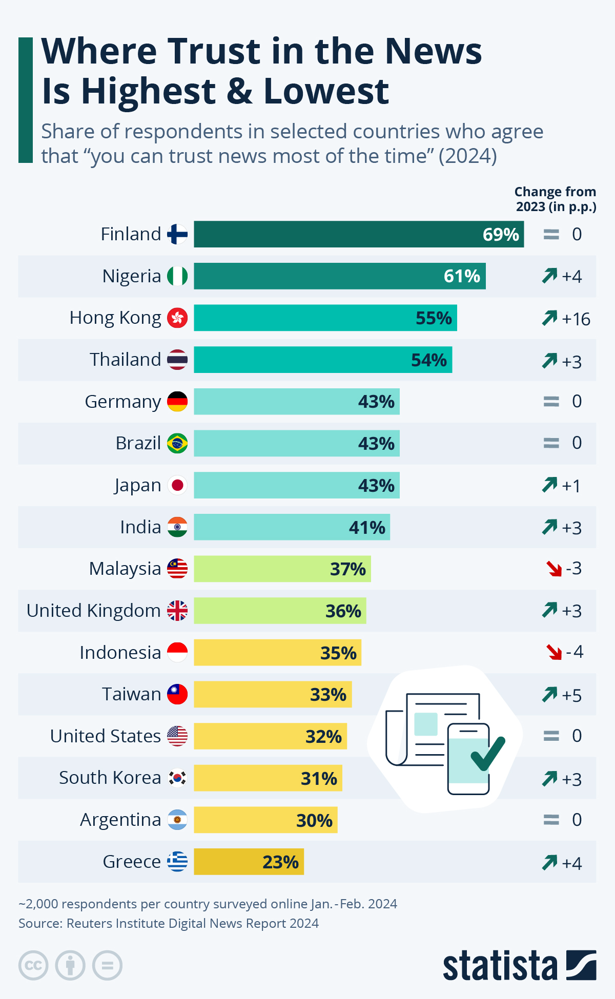 Where Trust in the News
Is Highest & Lowest
Share of respondents in selected countries who agree
that “you can trust news most of the time” (2024)
Change from
2023 (in p.p.)
Finland 69% = 0
Nigeria 61% +4
Hong Kong 55% +16
Thailand 54% +3
Germany 43% = 0
Brazil 43% = 0
Japan 43% +1
India 41% +3
Malaysia 37% -3
United Kingdom 36% +3
Indonesia 35% -4
Taiwan 33% +5
United States 32% = 0
South Korea 31% +3
Argentina 30% = 0
Greece 23% +4
~2,000 respondents per country surveyed online Jan.-Feb. 2024
Source: Reuters Institute Digital News Report 2024
cc =
statista